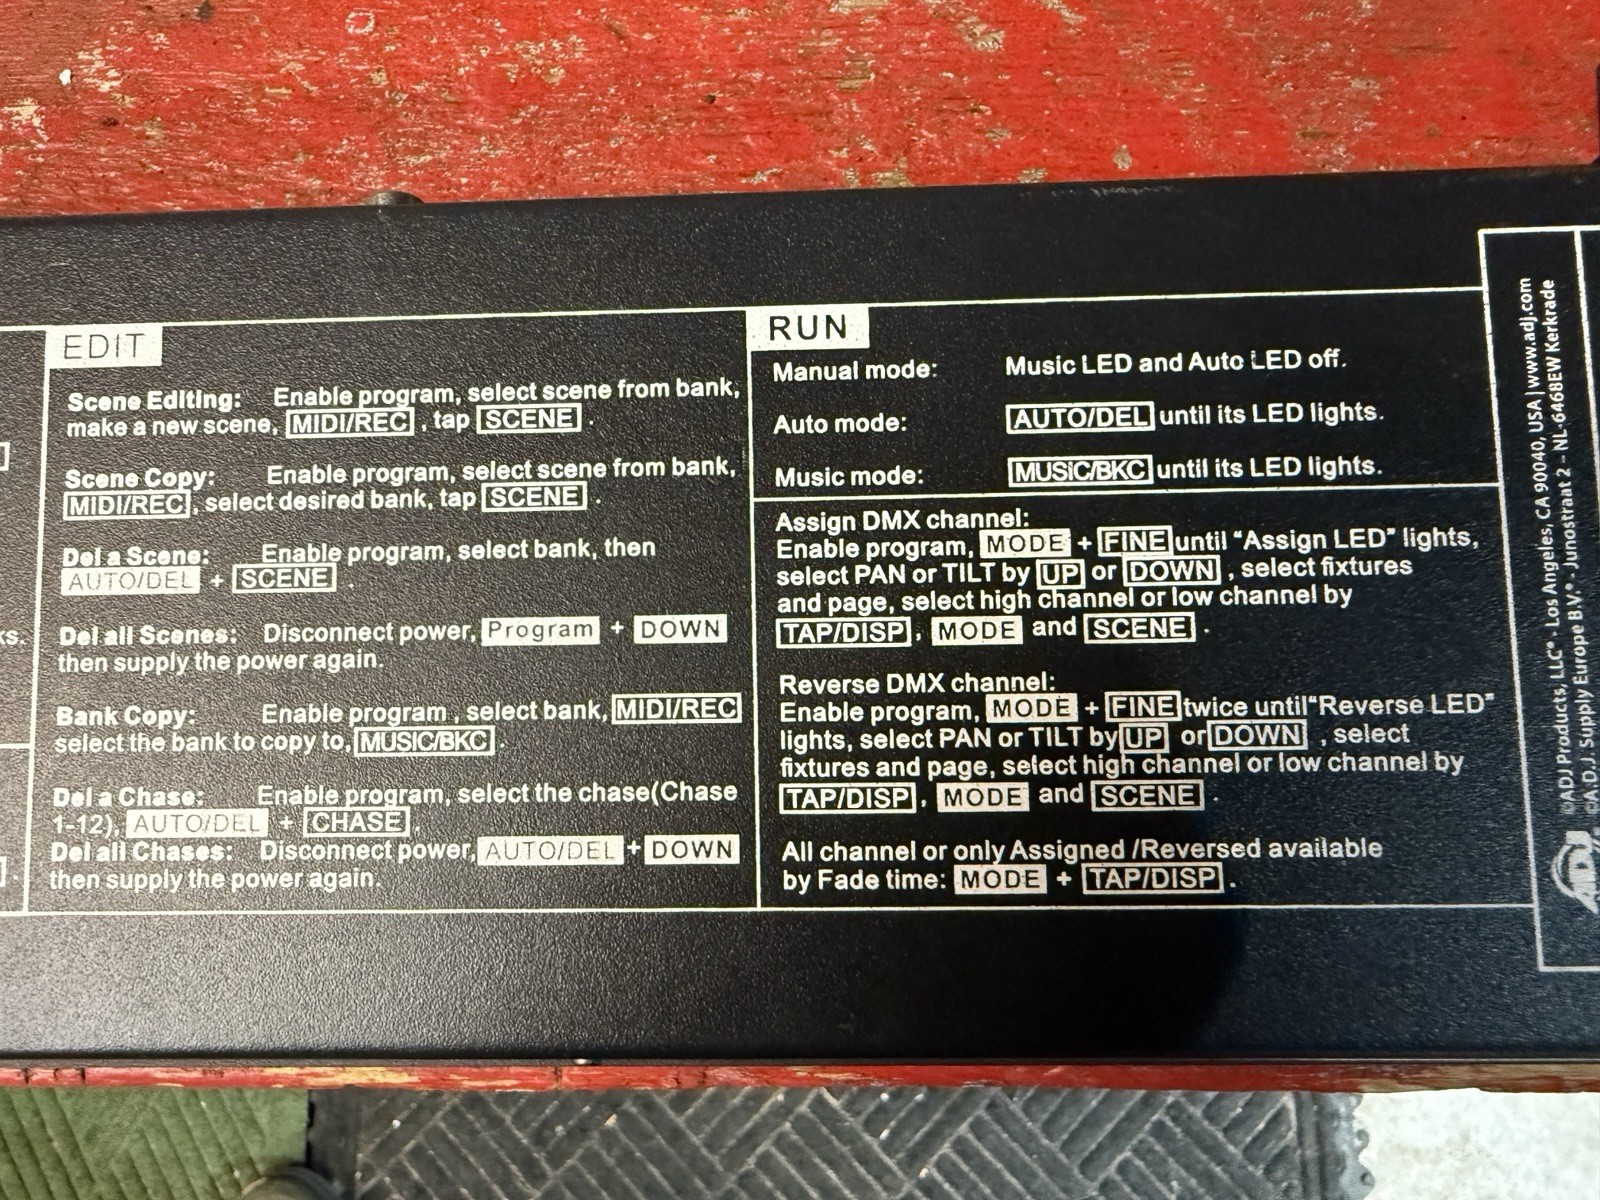 EDIT
Scene Editing: Enable program, select scene from bank,
make a new scene, MIDI/REC , tap SCENE .
Scene Copy: Enable program, select scene from bank,
MIDI/REC , select desired bank, tap SCENE .
Del a Scene: Enable program, select bank, then
AUTO/DEL + SCENE .
Del all Scenes: Disconnect power, Program + DOWN
then supply the power again.
Bank Copy: Enable program , select bank, MIDI/REC
select the bank to copy to, MUSIC/BKC .
Del a Chase: Enable program, select the chase(Chase
1-12), AUTO/DEL + CHASE .
Del all Chases: Disconnect power, AUTO/DEL + DOWN
then supply the power again.
ks.
RUN
Manual mode: Music LED and Auto LED off.
Auto mode: AUTO/DEL until its LED lights.
Music mode: MUSIC/BKC until its LED lights.
Assign DMX channel:
Enable program, MODE + FINE until “Assign LED” lights,
select PAN or TILT by UP or DOWN , select fixtures
and page, select high channel or low channel by
TAP/DISP , MODE and SCENE .
Reverse DMX channel:
Enable program, MODE + FINE twice until “Reverse LED”
lights, select PAN or TILT by UP or DOWN , select
fixtures and page, select high channel or low channel by
TAP/DISP , MODE and SCENE .
All channel or only Assigned /Reversed available
by Fade time: MODE + TAP/DISP .
ADJ
©ADJ Products, LLC® - Los Angeles, CA 90040, USA | www.adj.com
©A.D.J. Supply Europe B.V.® - Junostraat 2 - NL-6468EW Kerkrade